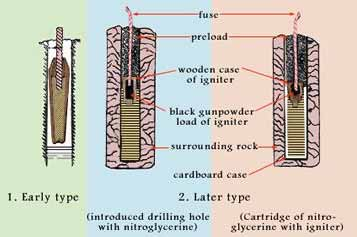 fuse
preload
wooden case
of igniter
black gunpowder
load of igniter
surrounding rock
cardboard case
1. Early type
2. Later type
(introduced drilling hole
with nitroglycerine)
(Cartridge of nitro-
glycerine with igniter)